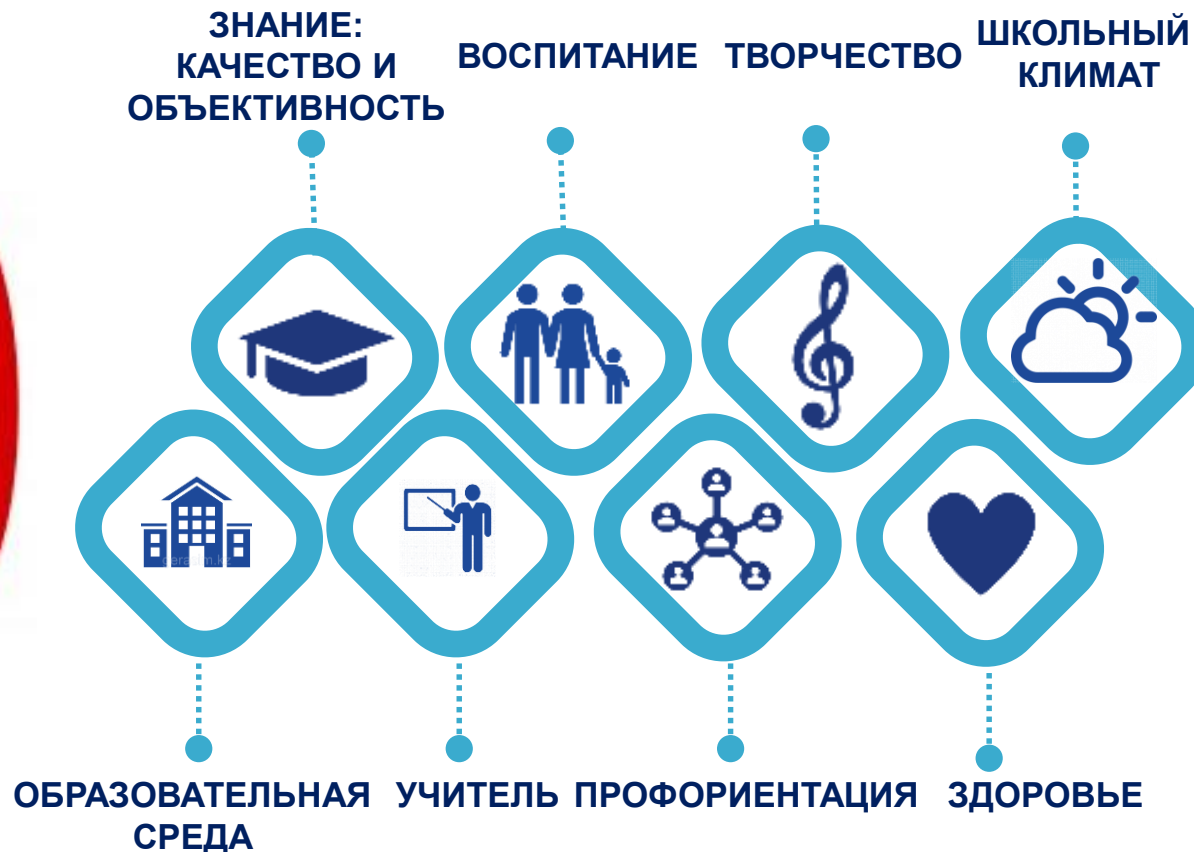 ЗНАНИЕ:
КАЧЕСТВО И
ОБЪЕКТИВНОСТЬ
ВОСПИТАНИЕ
ТВОРЧЕСТВО
ШКОЛЬНЫЙ
КЛИМАТ
ОБРАЗОВАТЕЛЬНАЯ
СРЕДА
УЧИТЕЛЬ
ПРОФОРИЕНТАЦИЯ
ЗДОРОВЬЕ